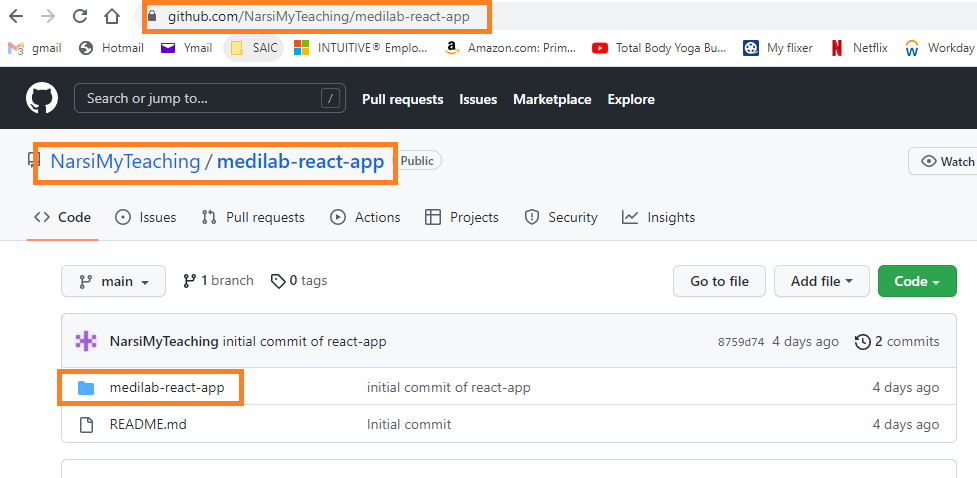 github.com/NarsiMyTeaching/medilab-react-app
gmail Hotmail Ymail SAIC INTUITIVE® Emplo... Amazon.com: Prim... Total Body Yoga Bu... My flixer Netflix Workday
Search or jump to... / Pull requests Issues Marketplace Explore
NarsiMyTeaching / medilab-react-app Public Watch
Code Issues Pull requests Actions Projects Security Insights
main 1 branch 0 tags Go to file Add file Code
NarsiMyTeaching initial commit of react-app 8759d74 4 days ago 2 commits
medilab-react-app initial commit of react-app 4 days ago
README.md Initial commit 4 days ago